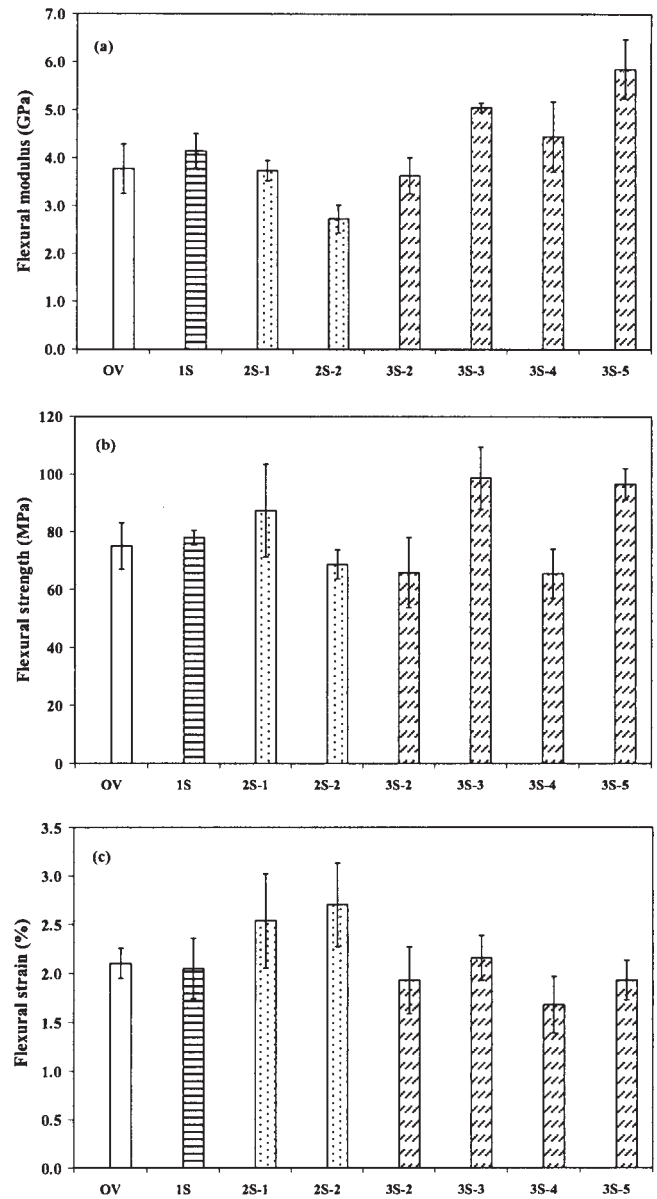 7.0
(a)
6.0
5.0
4.0
3.0
2.0
1.0
0.0
Flexural modulus (GPa)
OV 1S 2S-1 2S-2 3S-2 3S-3 3S-4 3S-5
120
(b)
100
80
60
40
20
0
Flexural strength (MPa)
OV 1S 2S-1 2S-2 3S-2 3S-3 3S-4 3S-5
3.5
(c)
3.0
2.5
2.0
1.5
1.0
0.5
0.0
Flexural strain (%)
OV 1S 2S-1 2S-2 3S-2 3S-3 3S-4 3S-5